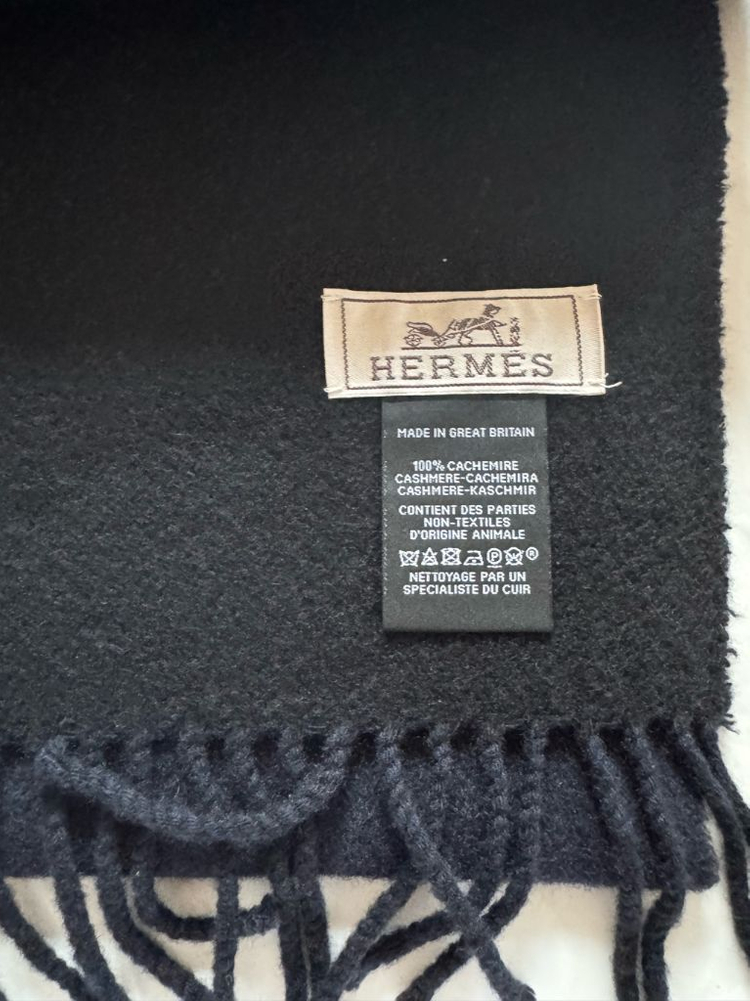 HERMÈS
MADE IN GREAT BRITAIN
100% CACHEMIRE
CASHMERE-CACHEMIRA
CASHMERE-KASCHMIR
CONTIENT DES PARTIES
NON-TEXTILES
D'ORIGINE ANIMALE
P ®
NETTOYAGE PAR UN
SPECIALISTE DU CUIR